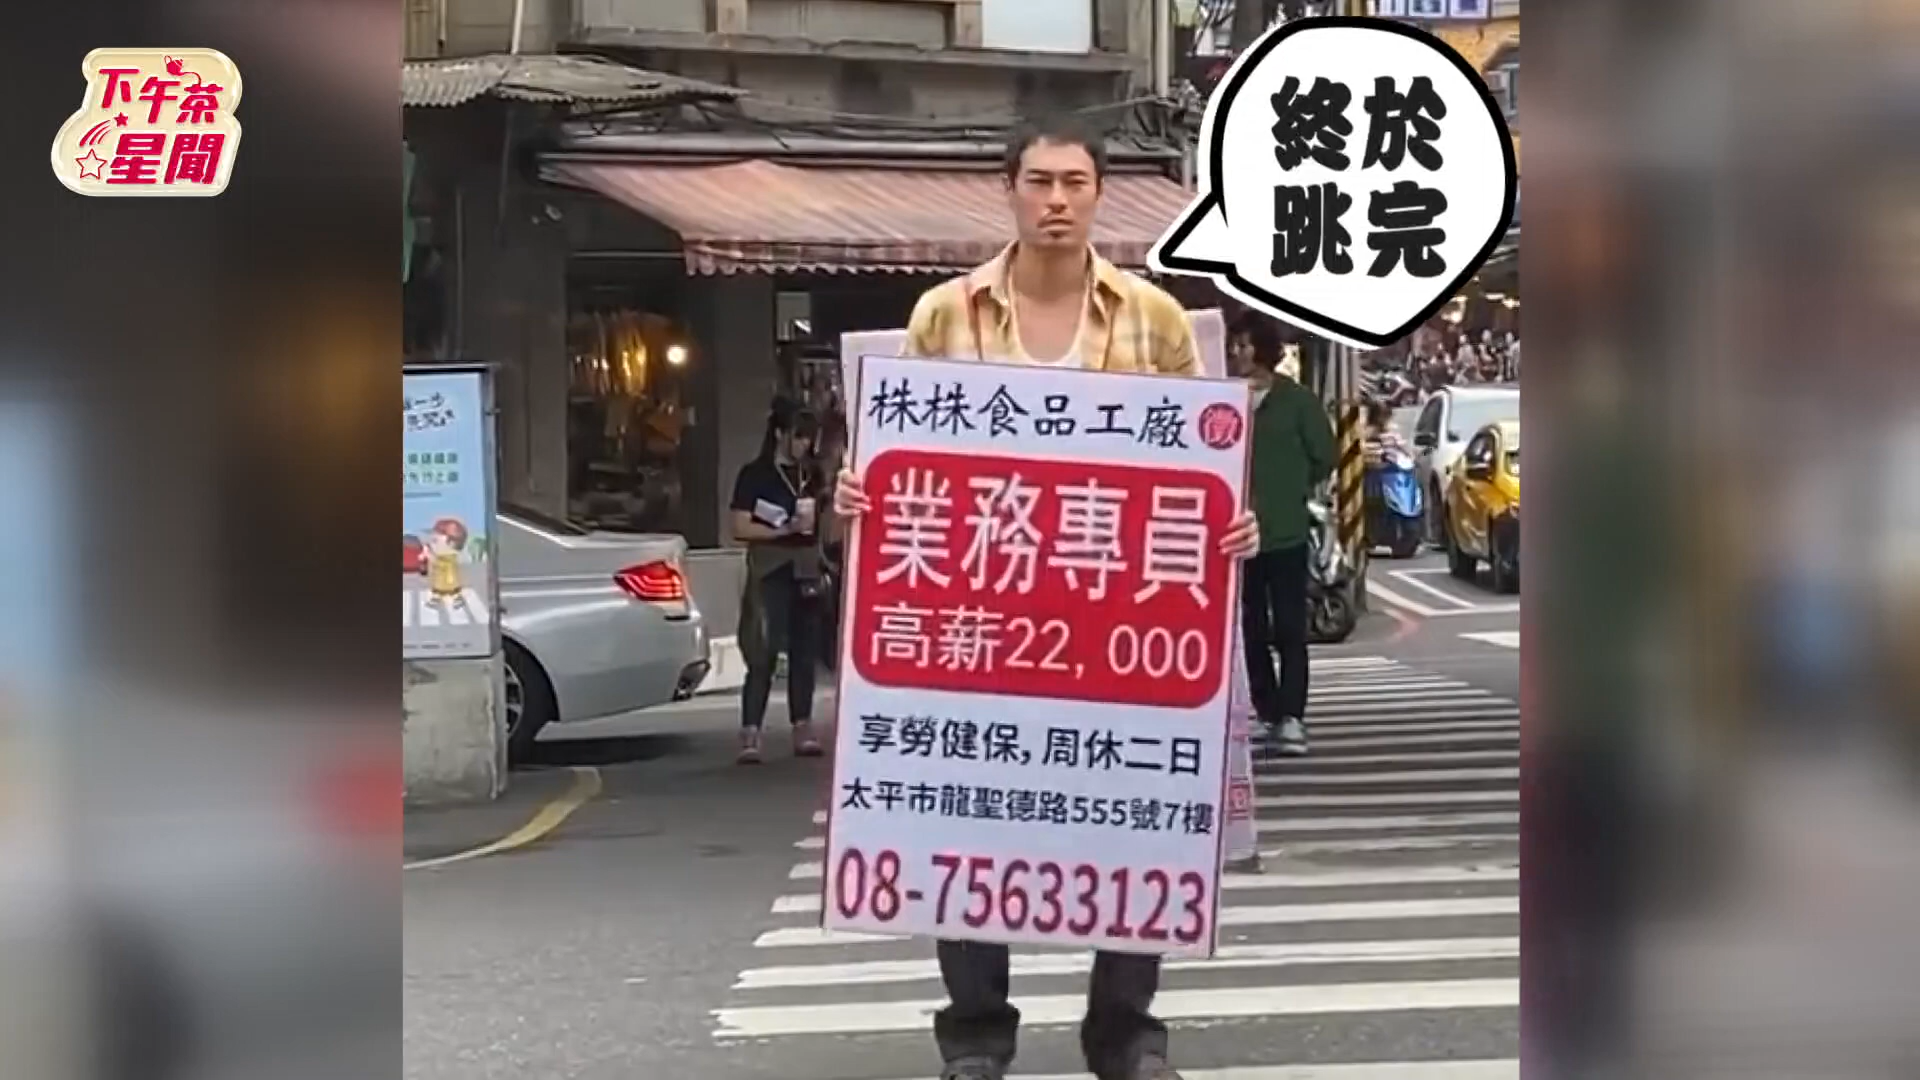 下午茶
星聞
終於
跳完
株株食品工廠 徵
業務專員
高薪22,000
享勞健保,周休二日
太平市龍聖德路555號7樓
08-75633123